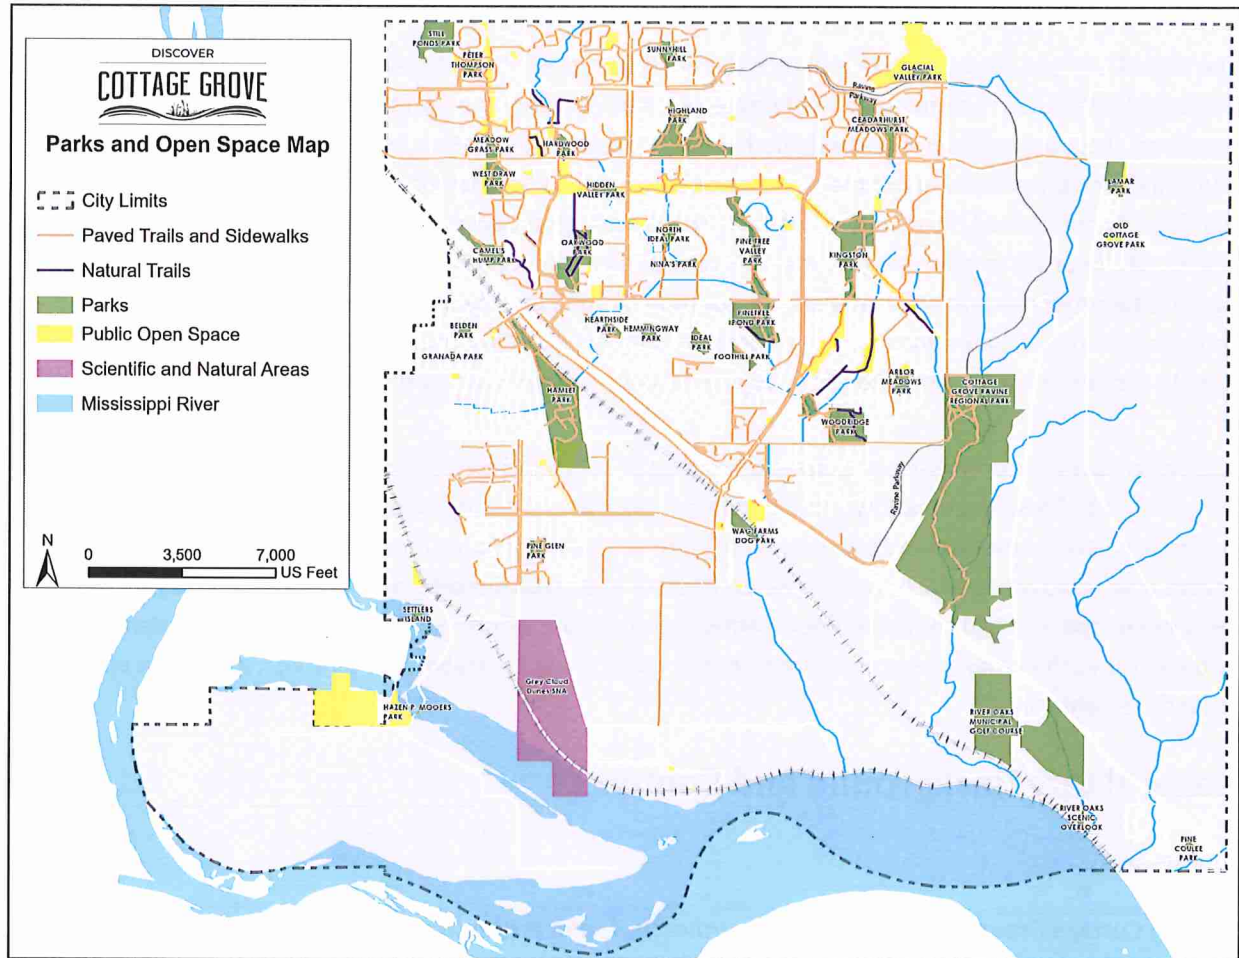 DISCOVER
COTTAGE GROVE
Parks and Open Space Map
City Limits
Paved Trails and Sidewalks
Natural Trails
Parks
Public Open Space
Scientific and Natural Areas
Mississippi River
N
0 3,500 7,000
US Feet
STILL
PONDS PARK
PETER
THOMPSON
PARK
SUNNYHILL
PARK
GLACIAL
VALLEY PARK
Ravine
Parkway
HIGHLAND
PARK
CEADARHURST
MEADOWS PARK
MEADOW
GRASS PARK
HARDWOOD
PARK
WEST DRAW
PARK
HIDDEN
VALLEY PARK
LAMAR
PARK
OLD
COTTAGE
GROVE PARK
CAMELS
HUMP PARK
OAKWOOD
PARK
NORTH
IDEAL PARK
NINA'S PARK
PINE TREE
VALLEY
PARK
KINGSTON
PARK
BELDEN
PARK
GRANADA PARK
HEARTHSIDE
PARK
HEMMINGWAY
PARK
IDEAL
PARK
PINETREE
POND PARK
FOOTHILL PARK
HAMLET
PARK
ARBOR
MEADOWS
PARK
COTTAGE
GROVE RAVINE
REGIONAL PARK
WOODRIDGE
PARK
Ravine Parkway
WAG FARMS
DOG PARK
PINE GLEN
PARK
SETTLERS
ISLAND
Grey Cloud
Dunes SNA
HAZEN P. MOOERS
PARK
RIVER OAKS
MUNICIPAL
GOLF COURSE
RIVER OAKS
SCENIC
OVERLOOK
PINE
COULEE
PARK